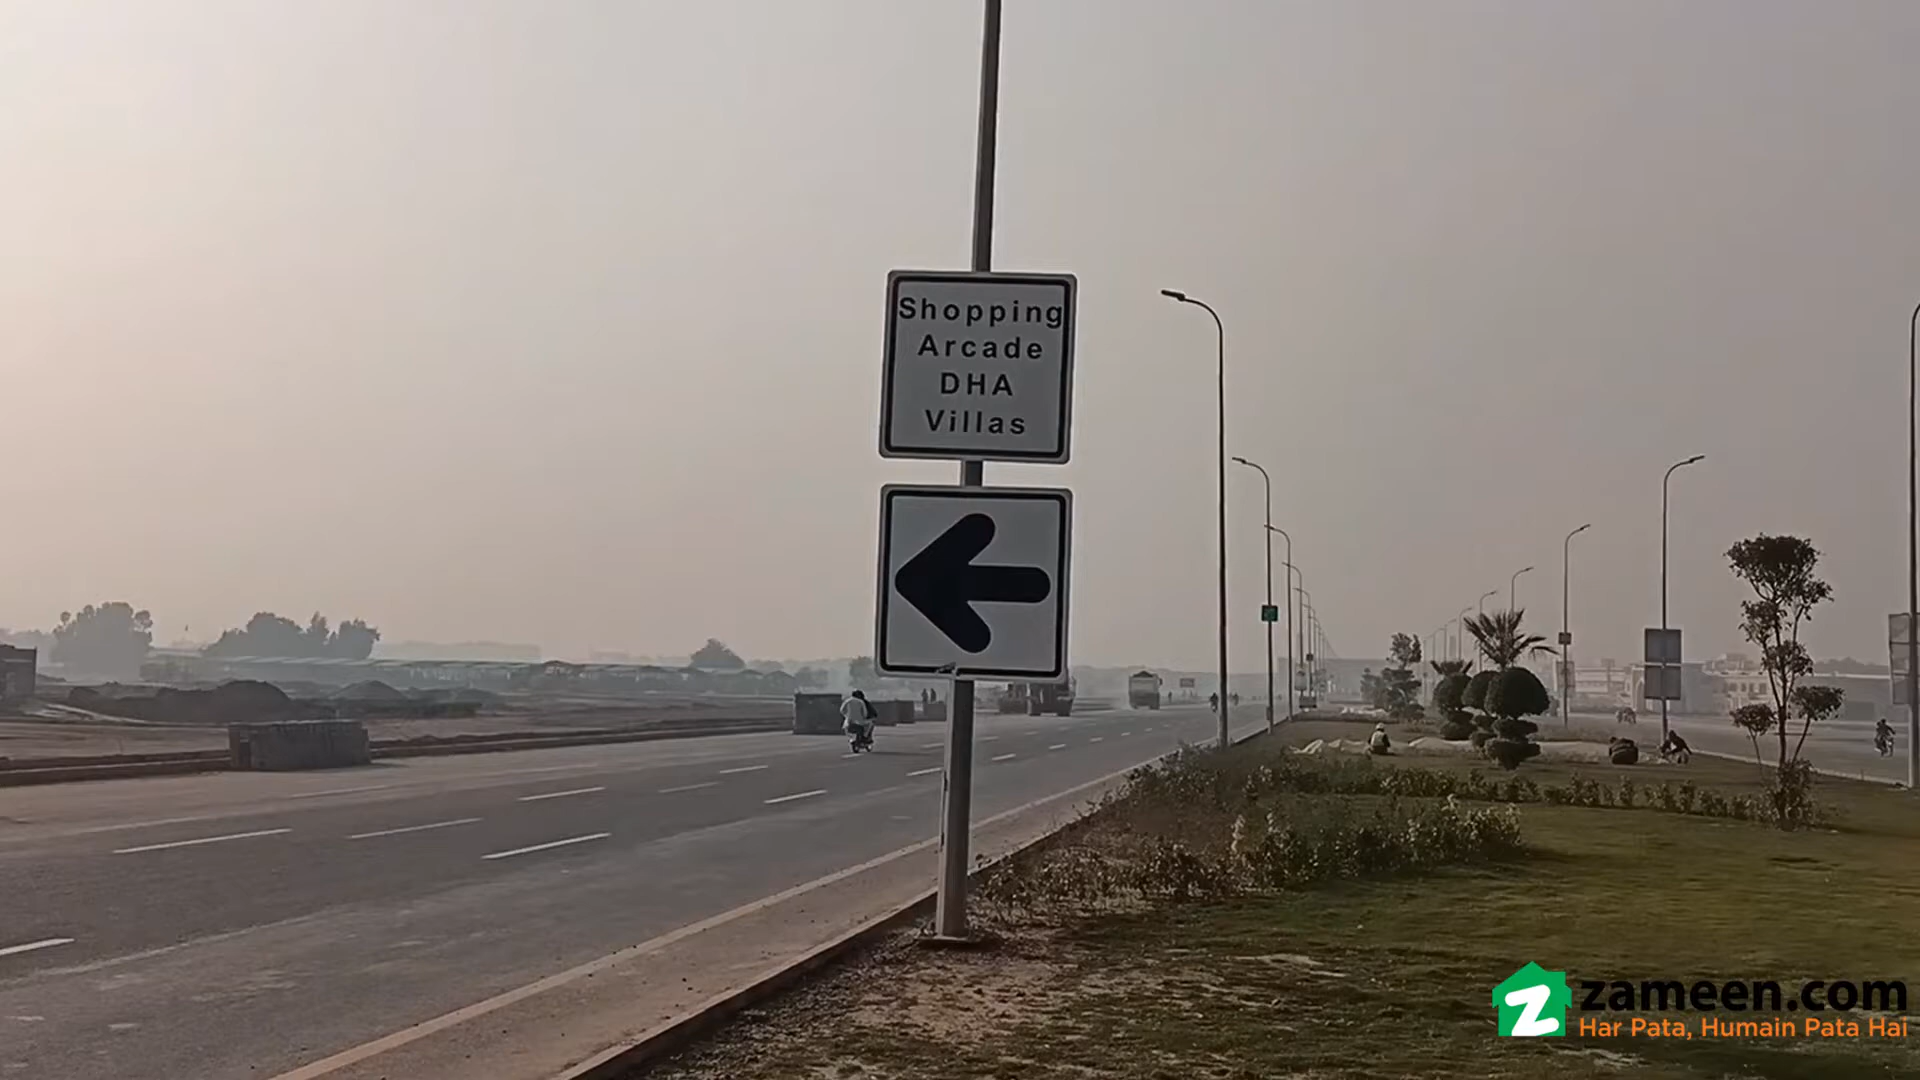 Shopping
Arcade
DHA
Villas
zameen.com
Har Pata, Humain Pata Hai